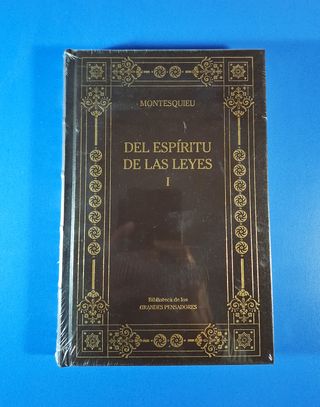 MONTESQUIEU
DEL ESPÍRITU
DE LAS LEYES
I
Biblioteca de los
GRANDES PENSADORES